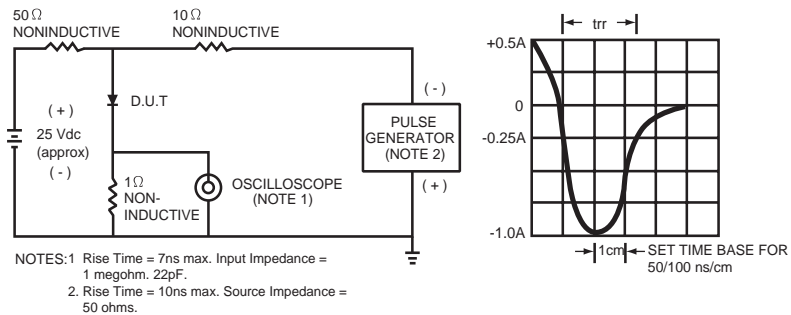 50Ω
NONINDUCTIVE
10Ω
NONINDUCTIVE
D.U.T
(+)
25 Vdc
(approx)
(-)
1Ω
NON-
INDUCTIVE
OSCILLOSCOPE
(NOTE 1)
(-)
PULSE
GENERATOR
(NOTE 2)
(+)
NOTES:1 Rise Time = 7ns max. Input Impedance =
1 megohm. 22pF.
2. Rise Time = 10ns max. Source Impedance =
50 ohms.
trr
+0.5A
0
-0.25A
-1.0A
1cm
SET TIME BASE FOR
50/100 ns/cm